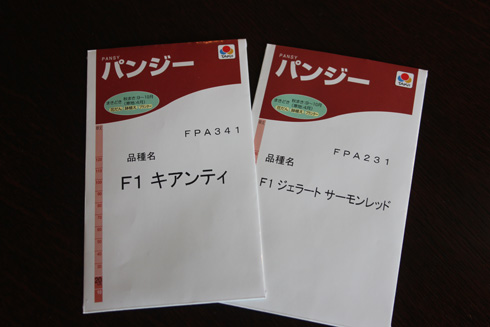 PANSY
パンジー
FPA341
品種名
F1 キアンティ
PANSY
パンジー
FPA231
品種名
F1 ジェラート サーモンレッド